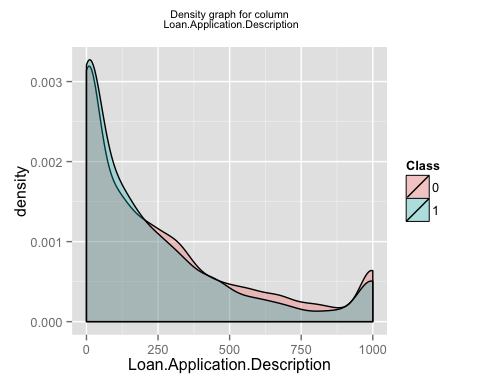 Density graph for column
Loan.Application.Description
density
0.003
0.002
0.001
0.000
0 250 500 750 1000
Loan.Application.Description
Class
0
1